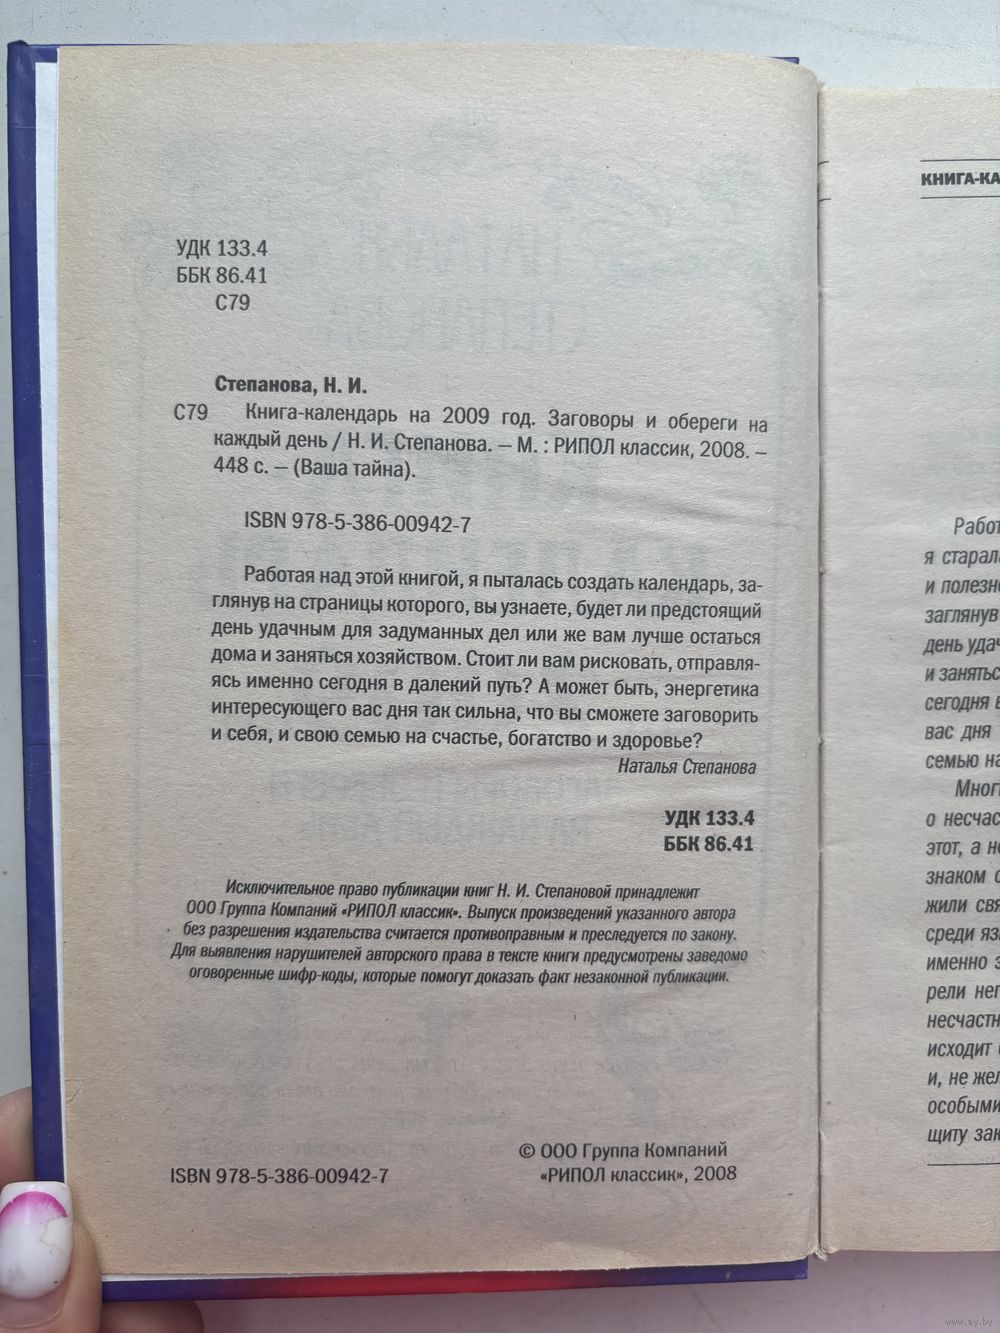 УДК 133.4
ББК 86.41
С79
Степанова, Н. И.
С79 Книга-календарь на 2009 год. Заговоры и обереги на
каждый день / Н. И. Степанова. – М. : РИПОЛ классик, 2008. –
448 с. – (Ваша тайна).
ISBN 978-5-386-00942-7
Работая над этой книгой, я пыталась создать календарь, за-
глянув на страницы которого, вы узнаете, будет ли предстоящий
день удачным для задуманных дел или же вам лучше остаться
дома и заняться хозяйством. Стоит ли вам рисковать, отправля-
ясь именно сегодня в далекий путь? А может быть, энергетика
интересующего вас дня так сильна, что вы сможете заговорить
и себя, и свою семью на счастье, богатство и здоровье?
Наталья Степанова
УДК 133.4
ББК 86.41
Исключительное право публикации книг Н. И. Степановой принадлежит
ООО Группа Компаний «РИПОЛ классик». Выпуск произведений указанного автора
без разрешения издательства считается противоправным и преследуется по закону.
Для выявления нарушителей авторского права в тексте книги предусмотрены заведомо
оговоренные шифр-коды, которые помогут доказать факт незаконной публикации.
ISBN 978-5-386-00942-7
© ООО Группа Компаний
«РИПОЛ классик», 2008
КНИГА-КА
Работ
я старал
и полезн
заглянув
день удач
и занятьс
сегодня в
вас дня
семью на
Мног
о несчас
этот, а н
знаком с
жили свя
среди яз
именно э
рели нег
несчастн
исходит
и, не жел
особыми
щиту зак
www.ay.by